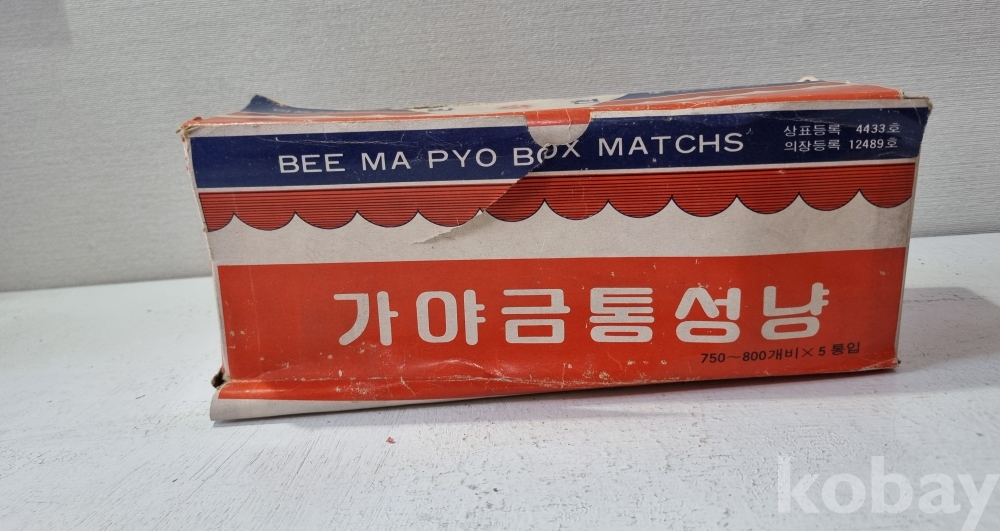 BEE MA PYO BOX MATCHS
상표등록 4433호
의장등록 12489호
가야금통성냥
750~800개비×5통입
kobay